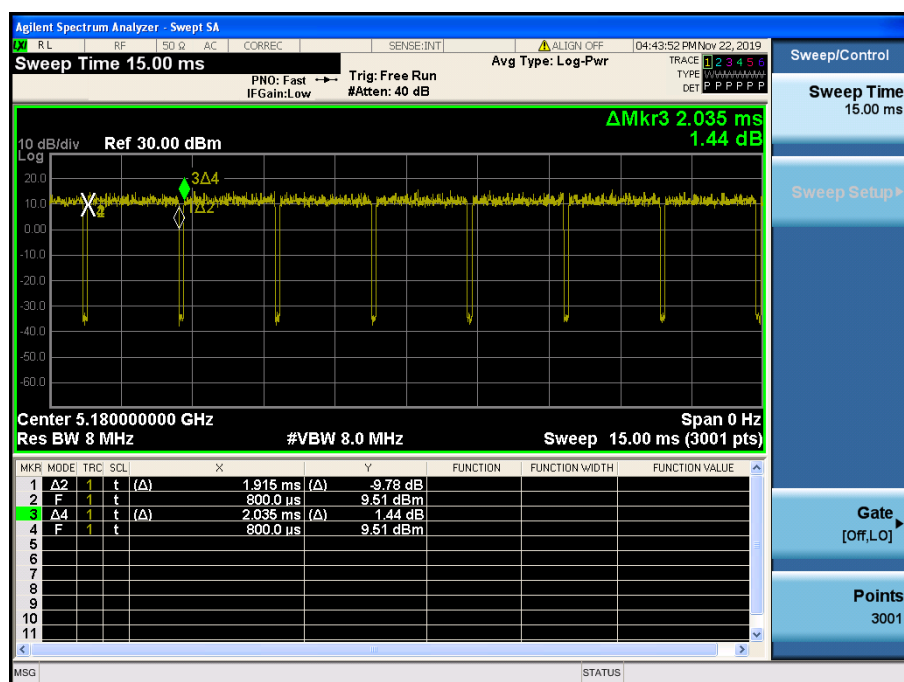 Agilent Spectrum Analyzer - Swept SA
LXI RL RF 50 Ω AC CORREC SENSE:INT ALIGN OFF 04:43:52 PM Nov 22, 2019
Sweep Time 15.00 ms
PNO: Fast
IFGain:Low
Trig: Free Run
#Atten: 40 dB
Avg Type: Log-Pwr
TRACE 1 2 3 4 5 6
TYPE
DET P P P P P P
ΔMkr3 2.035 ms
1.44 dB
10 dB/div Ref 30.00 dBm
Log
20.0
10.0
0.00
-10.0
-20.0
-30.0
-40.0
-50.0
-60.0
3Δ4
1Δ2
Center 5.180000000 GHz Span 0 Hz
Res BW 8 MHz #VBW 8.0 MHz Sweep 15.00 ms (3001 pts)
MKR MODE TRC SCL X Y FUNCTION FUNCTION WIDTH FUNCTION VALUE
1 Δ2 1 t (Δ) 1.915 ms (Δ) -9.78 dB
2 F 1 t 800.0 µs 9.51 dBm
3 Δ4 1 t (Δ) 2.035 ms (Δ) 1.44 dB
4 F 1 t 800.0 µs 9.51 dBm
5
6
7
8
9
10
11
MSG STATUS
Sweep/Control
Sweep Time
15.00 ms
Sweep Setup
Gate
[Off,LO]
Points
3001